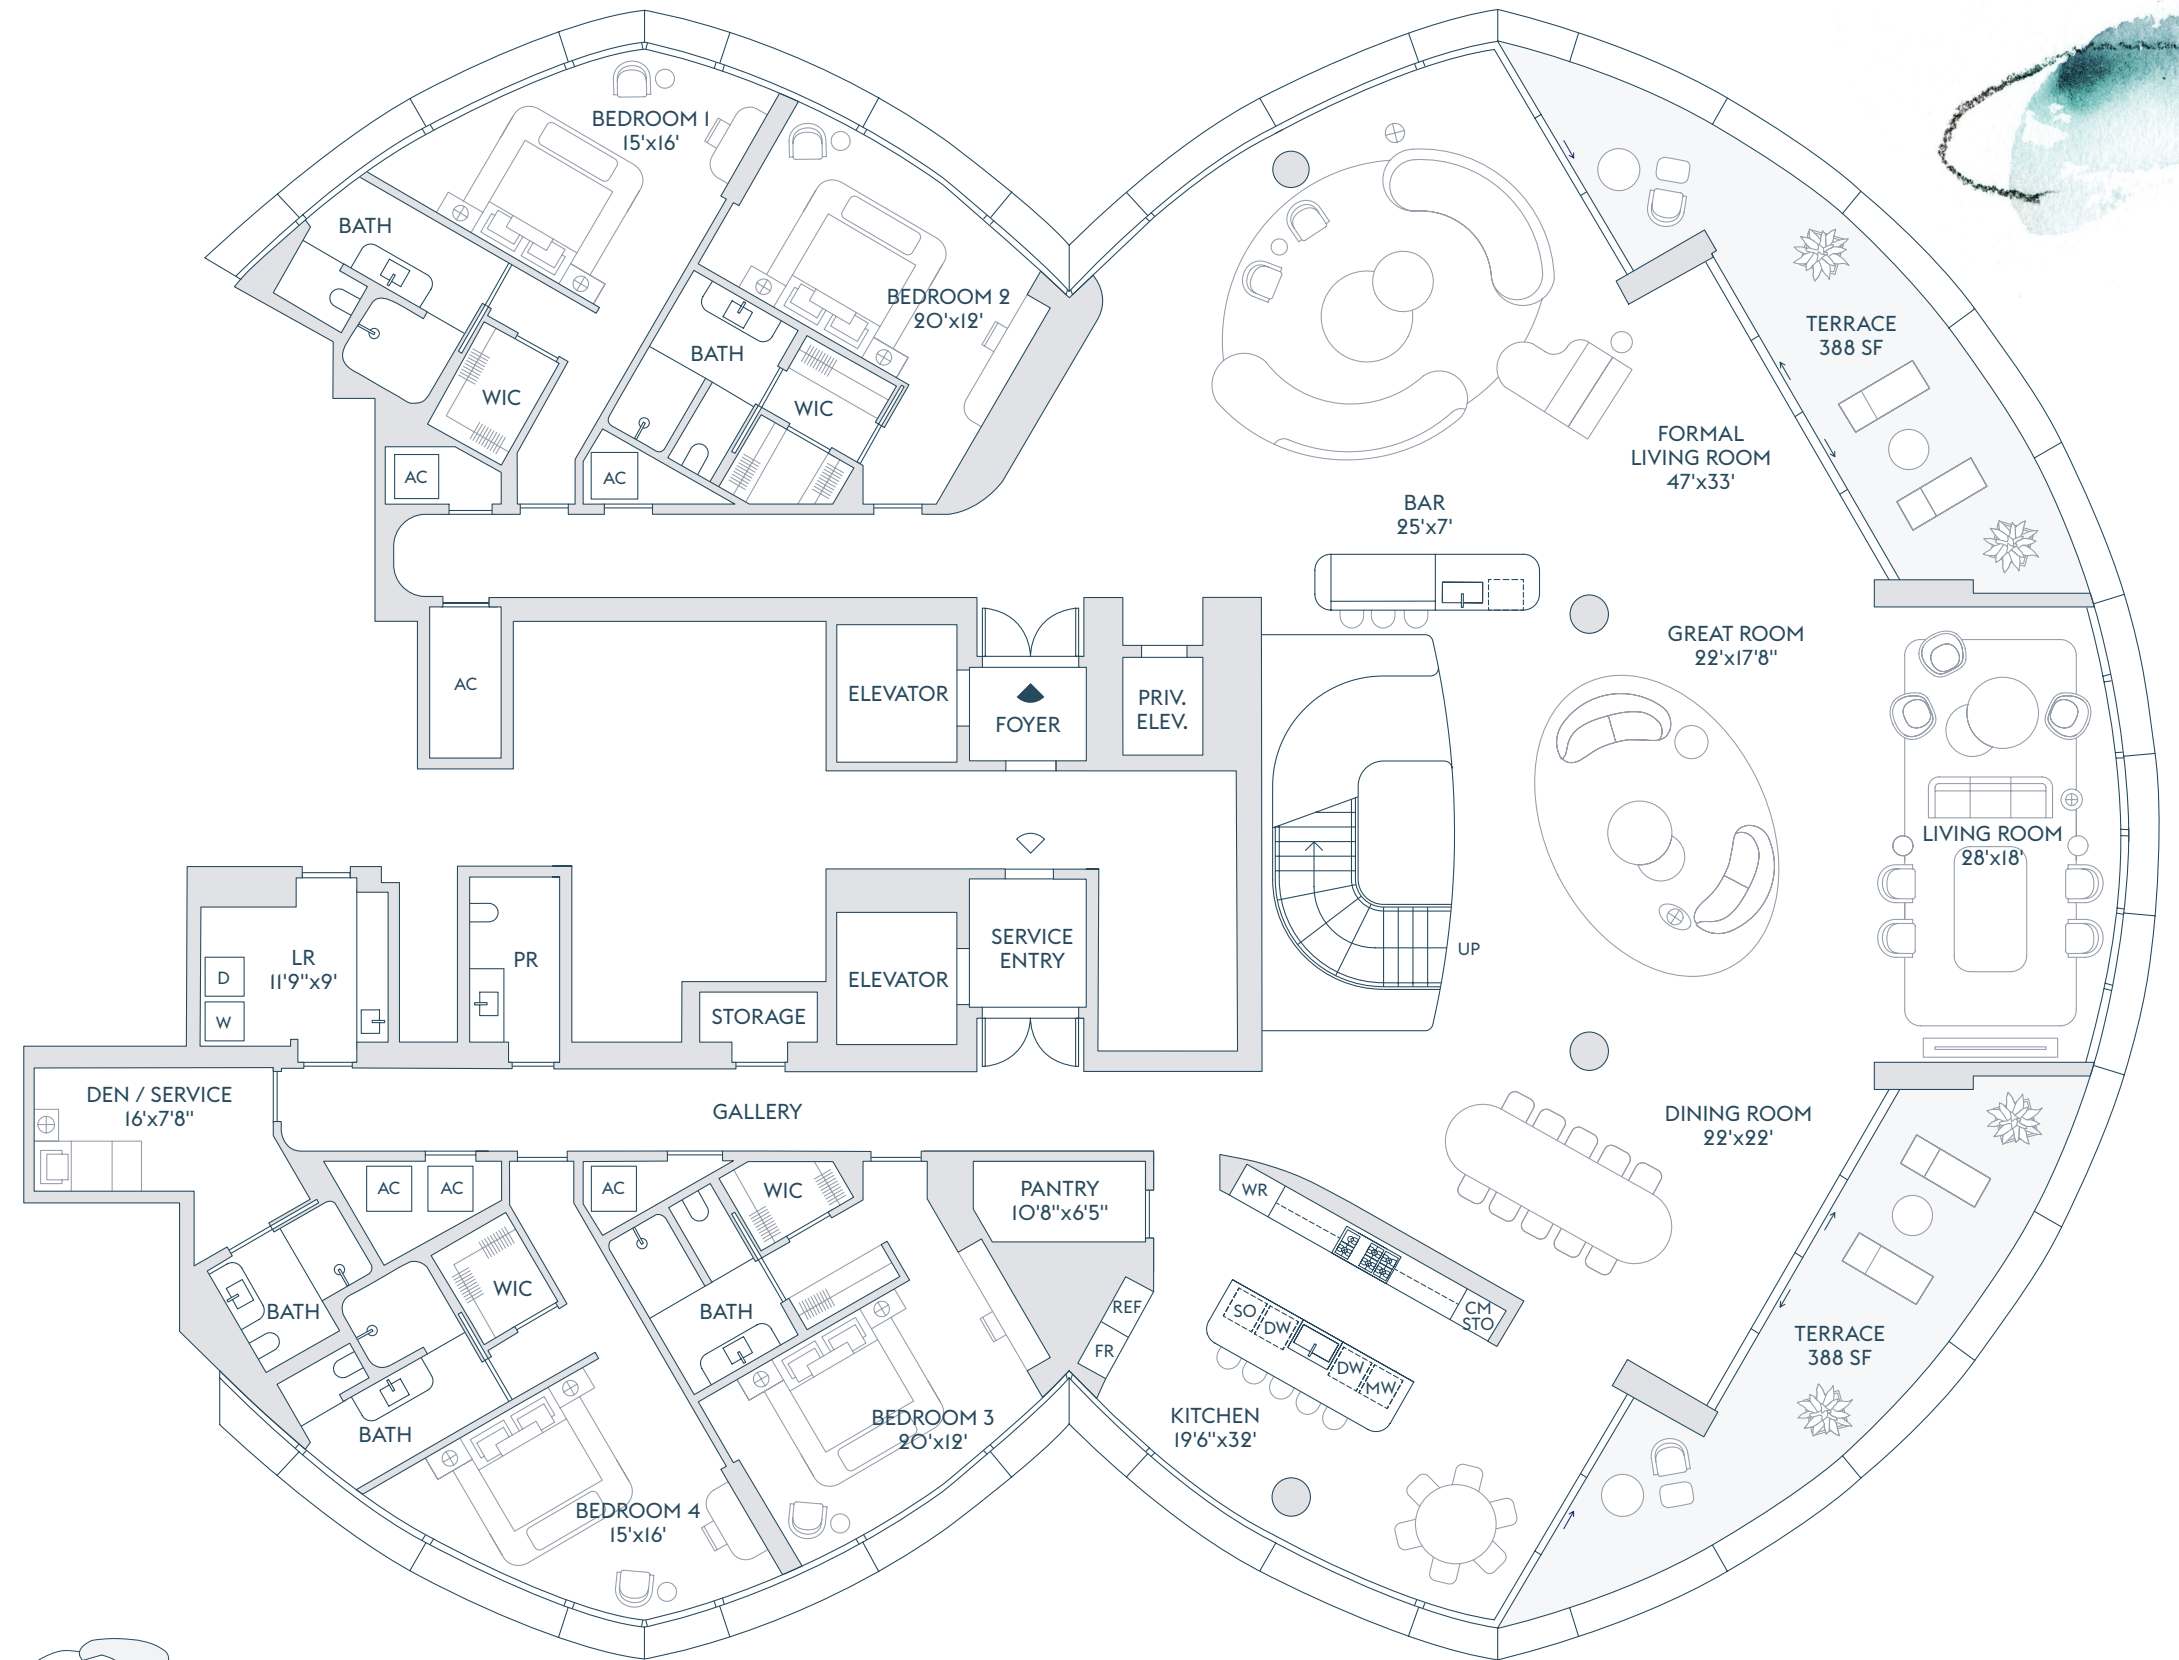 BEDROOM 1
15'x16'
BATH
WIC
AC
BEDROOM 2
20'x12'
BATH
WIC
AC
TERRACE
388 SF
FORMAL
LIVING ROOM
47'x33'
BAR
25'x7'
GREAT ROOM
22'x17'8"
AC
ELEVATOR
FOYER
PRIV.
ELEV.
LIVING ROOM
28'x18'
UP
LR
11'9"x9'
D
W
PR
STORAGE
ELEVATOR
SERVICE
ENTRY
DEN / SERVICE
16'x7'8"
GALLERY
DINING ROOM
22'x22'
AC
AC
AC
WIC
PANTRY
10'8"x6'5"
WR
CM
STO
WIC
BATH
BATH
REF
FR
SO
DW
DW
MW
TERRACE
388 SF
BATH
BEDROOM 3
20'x12'
KITCHEN
19'6"x32'
BEDROOM 4
15'x16'